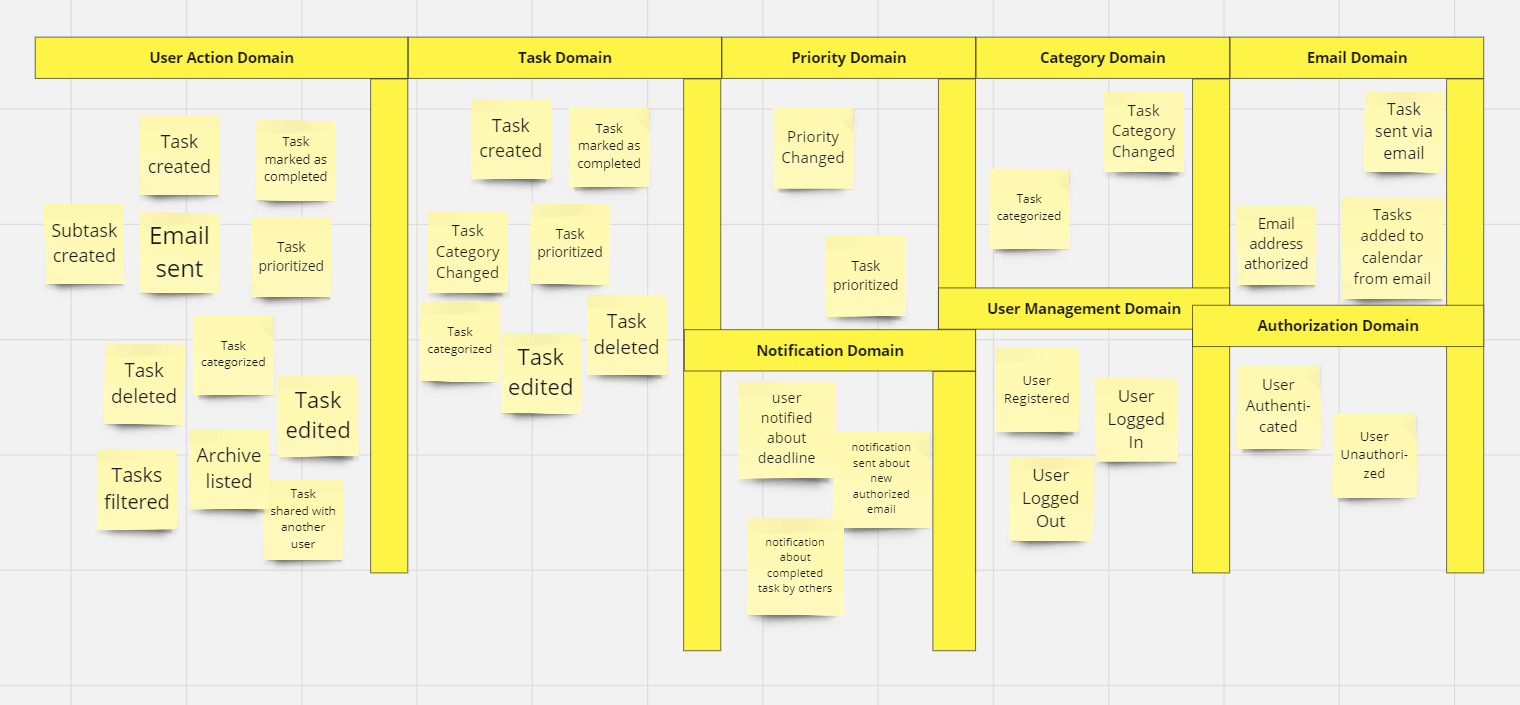 User Action Domain
Task Domain
Priority Domain
Category Domain
Email Domain
Task
created
Task
marked as
completed
Subtask
created
Email
sent
Task
prioritized
Task
deleted
Task
categorized
Task
edited
Tasks
filtered
Archive
listed
Task
shared with
another
user
Task
created
Task
marked as
completed
Task
Category
Changed
Task
prioritized
Task
categorized
Task
edited
Task
deleted
Priority
Changed
Task
prioritized
Notification Domain
user
notified
about
deadline
notification
sent about
new
authorized
email
notification
about
completed
task by others
Task
Category
Changed
Task
categorized
User Management Domain
User
Registered
User
Logged
In
User
Logged
Out
Task
sent via
email
Email
address
athorized
Tasks
added to
calendar
from email
Authorization Domain
User
Authenti-
cated
User
Unauthori-
zed